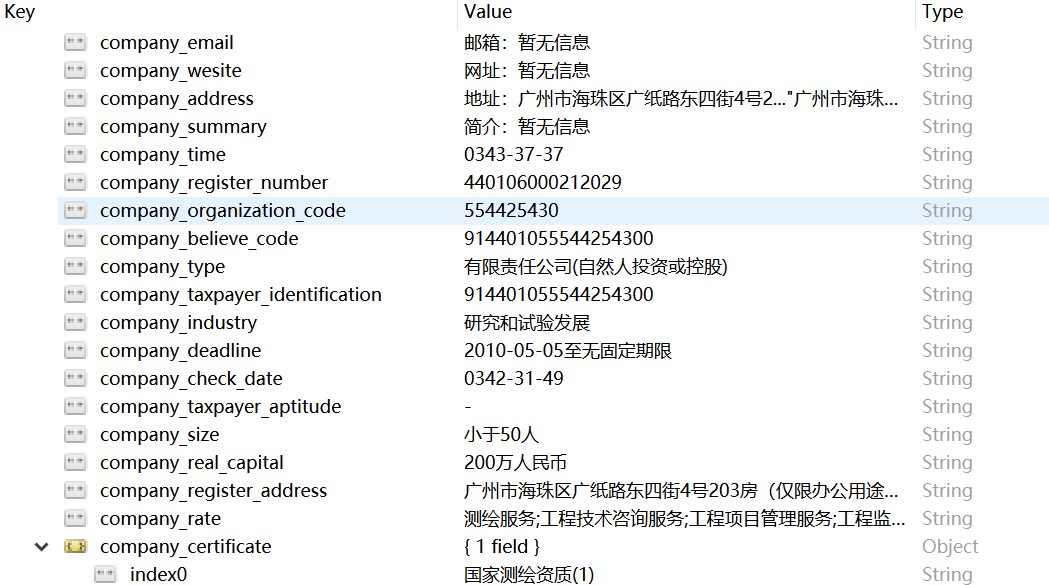 Key Value Type
company_email 邮箱：暂无信息 String
company_wesite 网址：暂无信息 String
company_address 地址：广州市海珠区广纸路东四街4号2..."广州市海珠... String
company_summary 简介：暂无信息 String
company_time 0343-37-37 String
company_register_number 440106000212029 String
company_organization_code 554425430 String
company_believe_code 914401055544254300 String
company_type 有限责任公司(自然人投资或控股) String
company_taxpayer_identification 914401055544254300 String
company_industry 研究和试验发展 String
company_deadline 2010-05-05至无固定期限 String
company_check_date 0342-31-49 String
company_taxpayer_aptitude - String
company_size 小于50人 String
company_real_capital 200万人民币 String
company_register_address 广州市海珠区广纸路东四街4号203房（仅限办公用途... String
company_rate 测绘服务;工程技术咨询服务;工程项目管理服务;工程监... String
company_certificate { 1 field } Object
index0 国家测绘资质(1) String